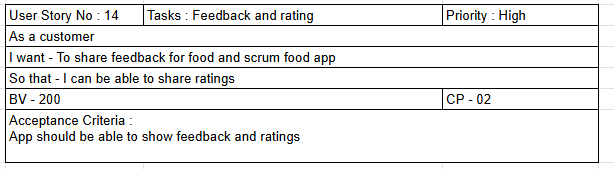 User Story No : 14 Tasks : Feedback and rating Priority : High
As a customer
I want - To share feedback for food and scrum food app
So that - I can be able to share ratings
BV - 200 CP - 02
Acceptance Criteria :
App should be able to show feedback and ratings